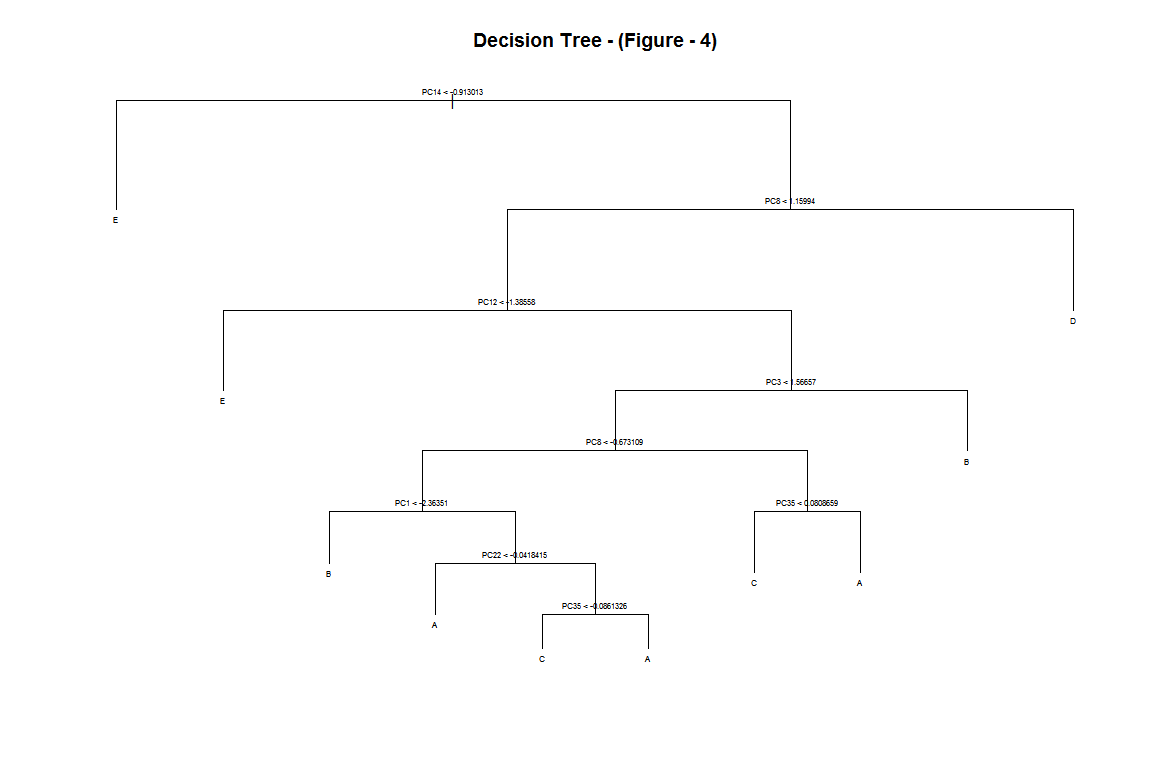 Decision Tree - (Figure - 4)
PC14 < -0.913013
PC8 < 1.15994
E
PC12 < -1.38558
D
PC3 < 1.56657
E
PC8 < -0.673109
B
PC1 < -2.36351
PC35 < 0.0808659
PC22 < -0.0418415
B
C
A
PC35 < -0.0861326
A
C
A